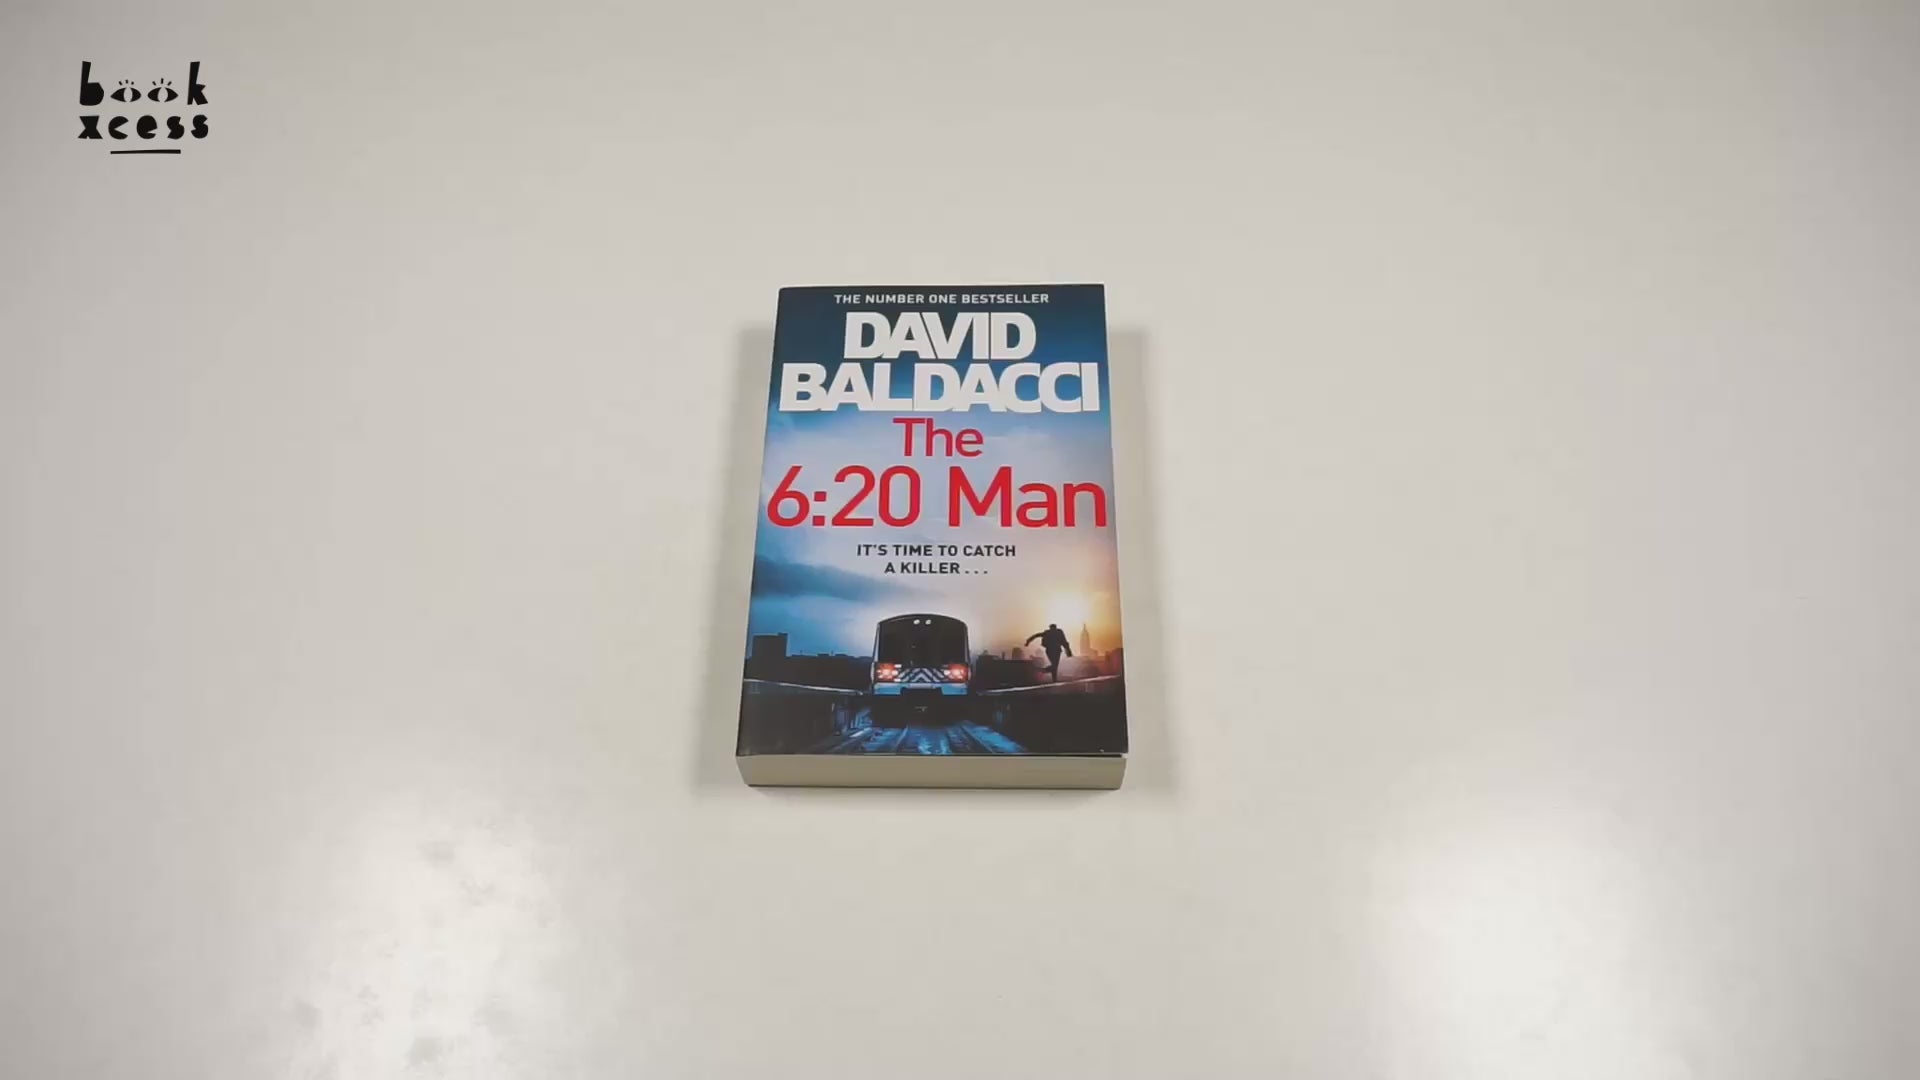 book
xcess
THE NUMBER ONE BESTSELLER
DAVID
BALDACCI
The
6:20 Man
IT'S TIME TO CATCH
A KILLER . . .